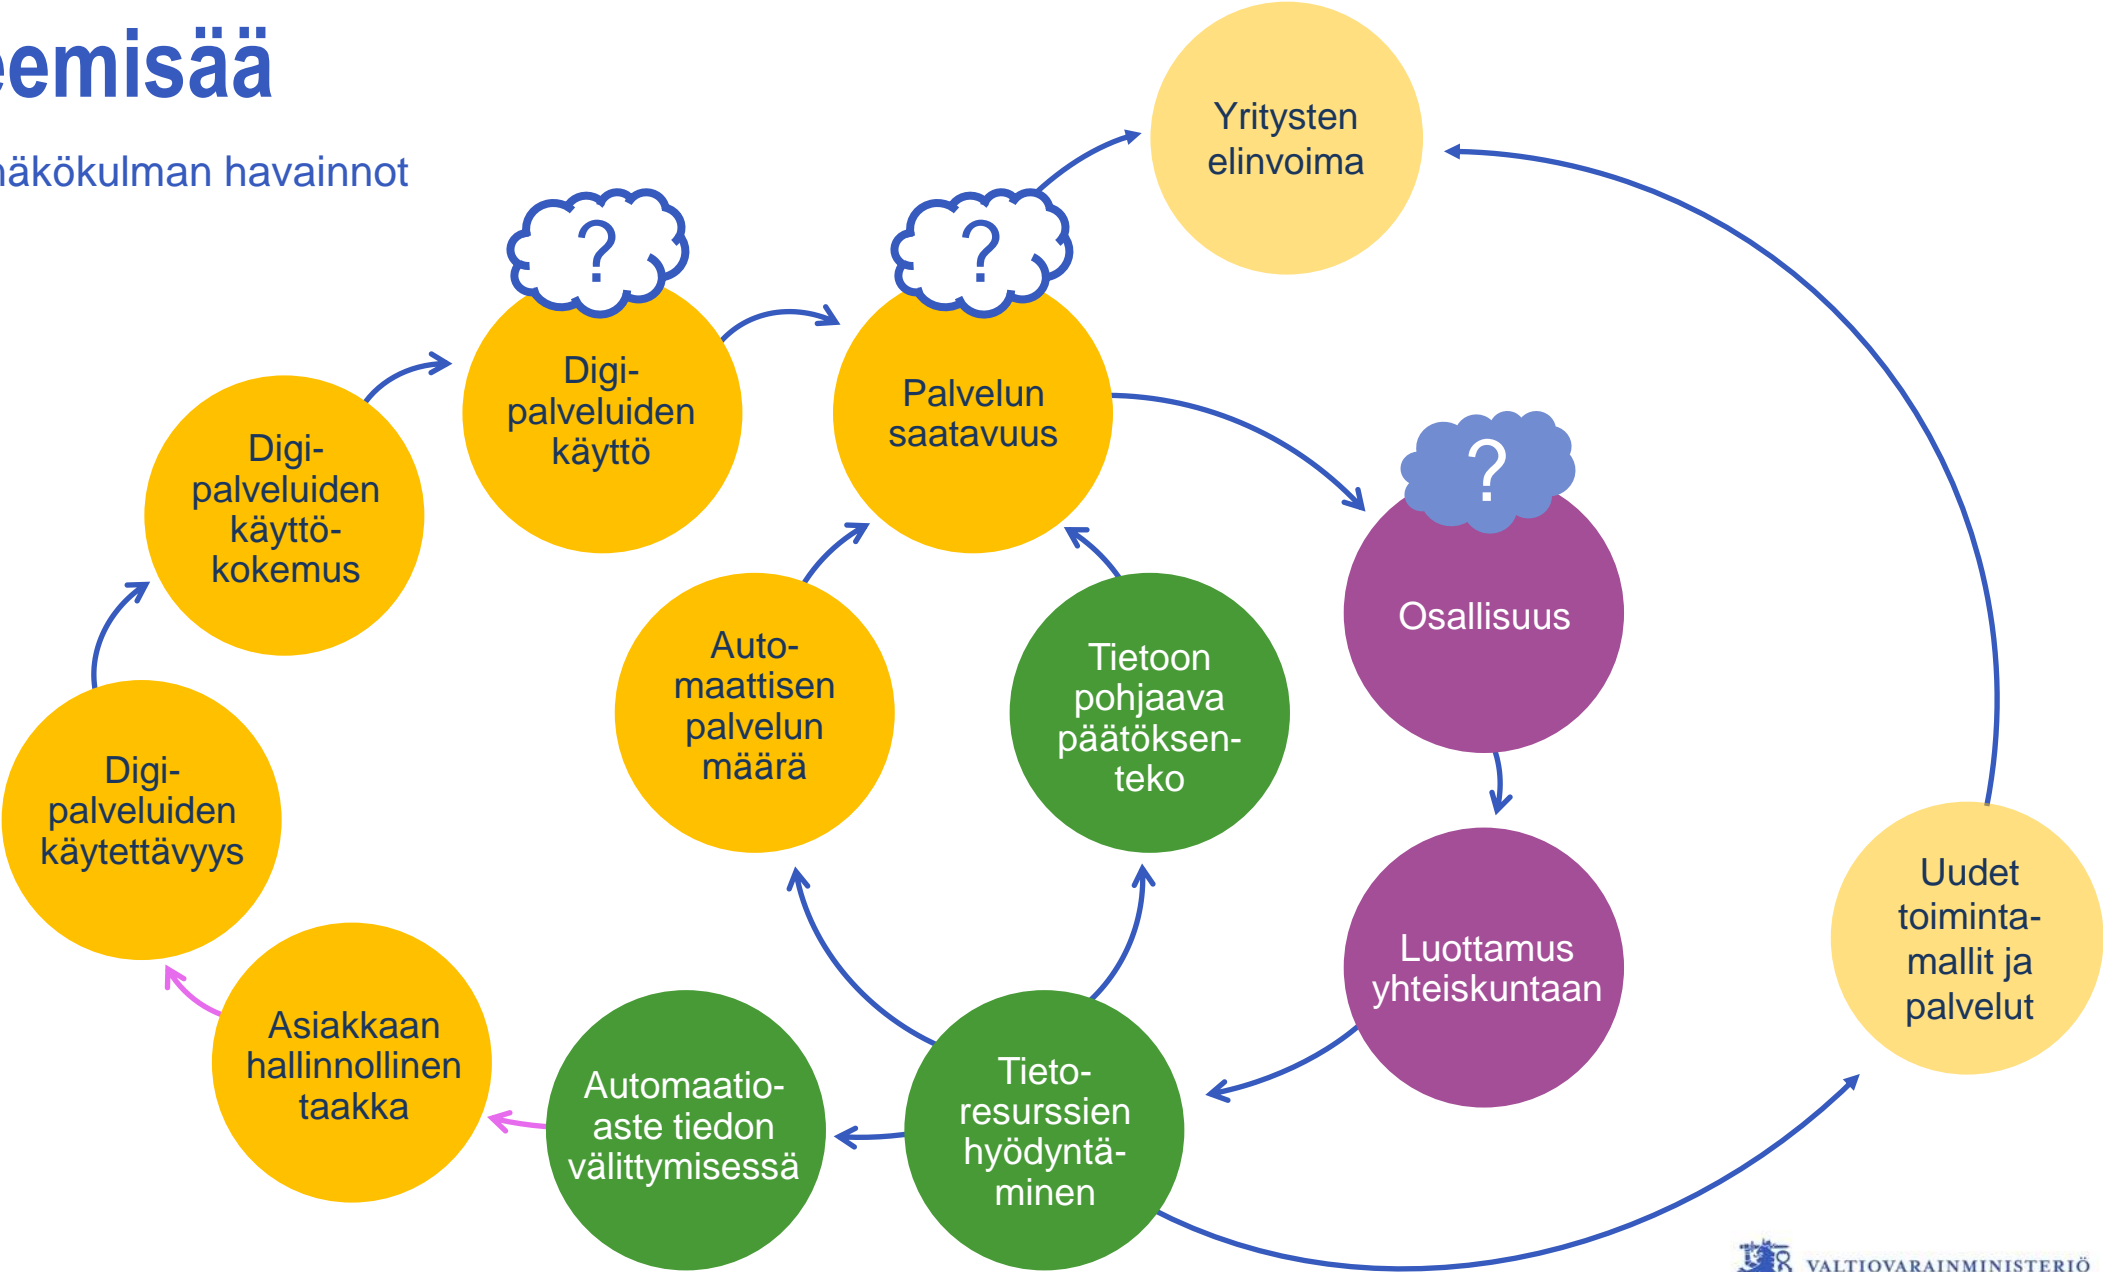 eemisää
näkökulman havainnot
Yritysten
elinvoima
?
?
Digi-
palveluiden
käyttö
Palvelun
saatavuus
Digi-
palveluiden
käyttö-
kokemus
?
Osallisuus
Auto-
maattisen
palvelun
määrä
Tietoon
pohjaava
päätöksen-
teko
Digi-
palveluiden
käytettävyys
Uudet
toiminta-
mallit ja
palvelut
Luottamus
yhteiskuntaan
Asiakkaan
hallinnollinen
taakka
Automaatio-
aste tiedon
välittymisessä
Tieto-
resurssien
hyödyntä-
minen
VALTIOVARAINMINISTERIÖ